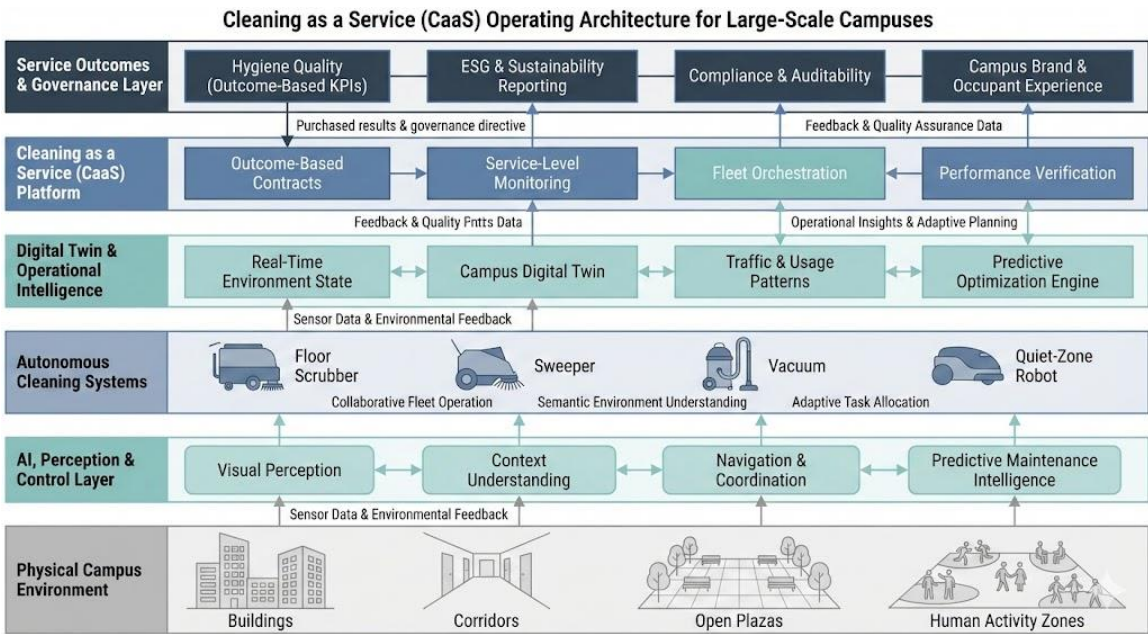 Cleaning as a Service (CaaS) Operating Architecture for Large-Scale Campuses
Service Outcomes
& Governance Layer
Hygiene Quality
(Outcome-Based KPIs)
ESG & Sustainability
Reporting
Compliance & Auditability
Campus Brand &
Occupant Experience
Purchased results & governance directive
Feedback & Quality Assurance Data
Cleaning as a
Service (CaaS)
Platform
Outcome-Based
Contracts
Service-Level
Monitoring
Fleet Orchestration
Performance Verification
Feedback & Quality Data
Operational Insights & Adaptive Planning
Digital Twin &
Operational
Intelligence
Real-Time
Environment State
Campus Digital Twin
Traffic & Usage
Patterns
Predictive
Optimization Engine
Sensor Data & Environmental Feedback
Autonomous
Cleaning Systems
Floor
Scrubber
Sweeper
Vacuum
Quiet-Zone
Robot
Collaborative Fleet Operation
Semantic Environment Understanding
Adaptive Task Allocation
AI, Perception &
Control Layer
Visual Perception
Context
Understanding
Navigation &
Coordination
Predictive Maintenance
Intelligence
Sensor Data & Environmental Feedback
Physical Campus
Environment
Buildings
Corridors
Open Plazas
Human Activity Zones